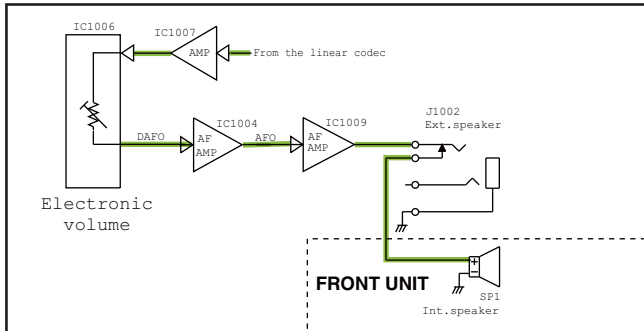 IC1006
IC1007
AMP
From the linear codec
DAFO
IC1004
AF
AMP
AFO
IC1009
AF
AMP
J1002
Ext.speaker
Electronic
volume
FRONT UNIT
+
-
SP1
Int.speaker